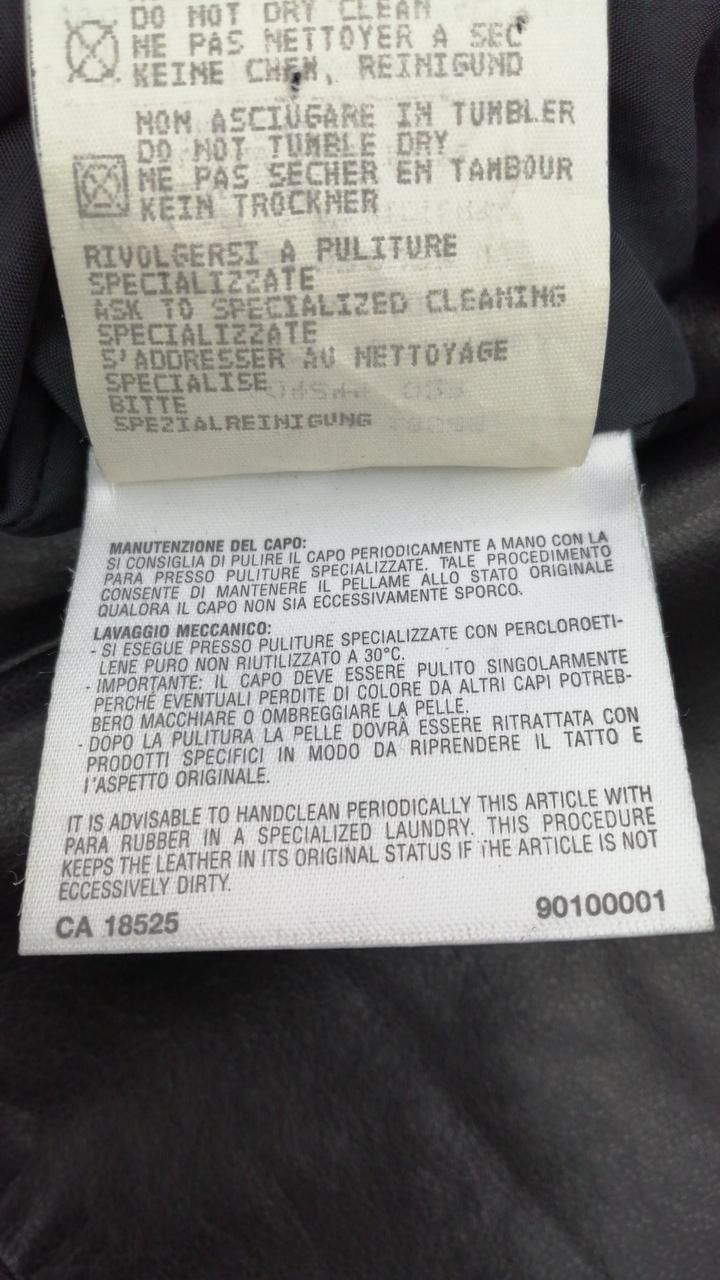 DO NOT DRY CLEAN
NE PAS NETTOYER A SEC
KEINE CHEM. REINIGUND
NON ASCIUGARE IN TUMBLER
DO NOT TUMBLE DRY
NE PAS SECHER EN TAMBOUR
KEIN TROCKNER
RIVOLGERSI A PULITURE
SPECIALIZZATE
ASK TO SPECIALIZED CLEANING
SPECIALIZZATE
S'ADDRESSER AU NETTOYAGE
SPECIALISE
BITTE
SPEZIALREINIGUNG
MANUTENZIONE DEL CAPO:
SI CONSIGLIA DI PULIRE IL CAPO PERIODICAMENTE A MANO CON LA
PARA PRESSO PULITURE SPECIALIZZATE. TALE PROCEDIMENTO
CONSENTE DI MANTENERE IL PELLAME ALLO STATO ORIGINALE
QUALORA IL CAPO NON SIA ECCESSIVAMENTE SPORCO.
LAVAGGIO MECCANICO:
- SI ESEGUE PRESSO PULITURE SPECIALIZZATE CON PERCLOROETI-
LENE PURO NON RIUTILIZZATO A 30°C.
- IMPORTANTE: IL CAPO DEVE ESSERE PULITO SINGOLARMENTE
PERCHÉ EVENTUALI PERDITE DI COLORE DA ALTRI CAPI POTREB-
BERO MACCHIARE O OMBREGGIARE LA PELLE.
- DOPO LA PULITURA LA PELLE DOVRÀ ESSERE RITRATTATA CON
PRODOTTI SPECIFICI IN MODO DA RIPRENDERE IL TATTO E
l'ASPETTO ORIGINALE.
IT IS ADVISABLE TO HANDCLEAN PERIODICALLY THIS ARTICLE WITH
PARA RUBBER IN A SPECIALIZED LAUNDRY. THIS PROCEDURE
KEEPS THE LEATHER IN ITS ORIGINAL STATUS IF THE ARTICLE IS NOT
ECCESSIVELY DIRTY.
CA 18525 90100001